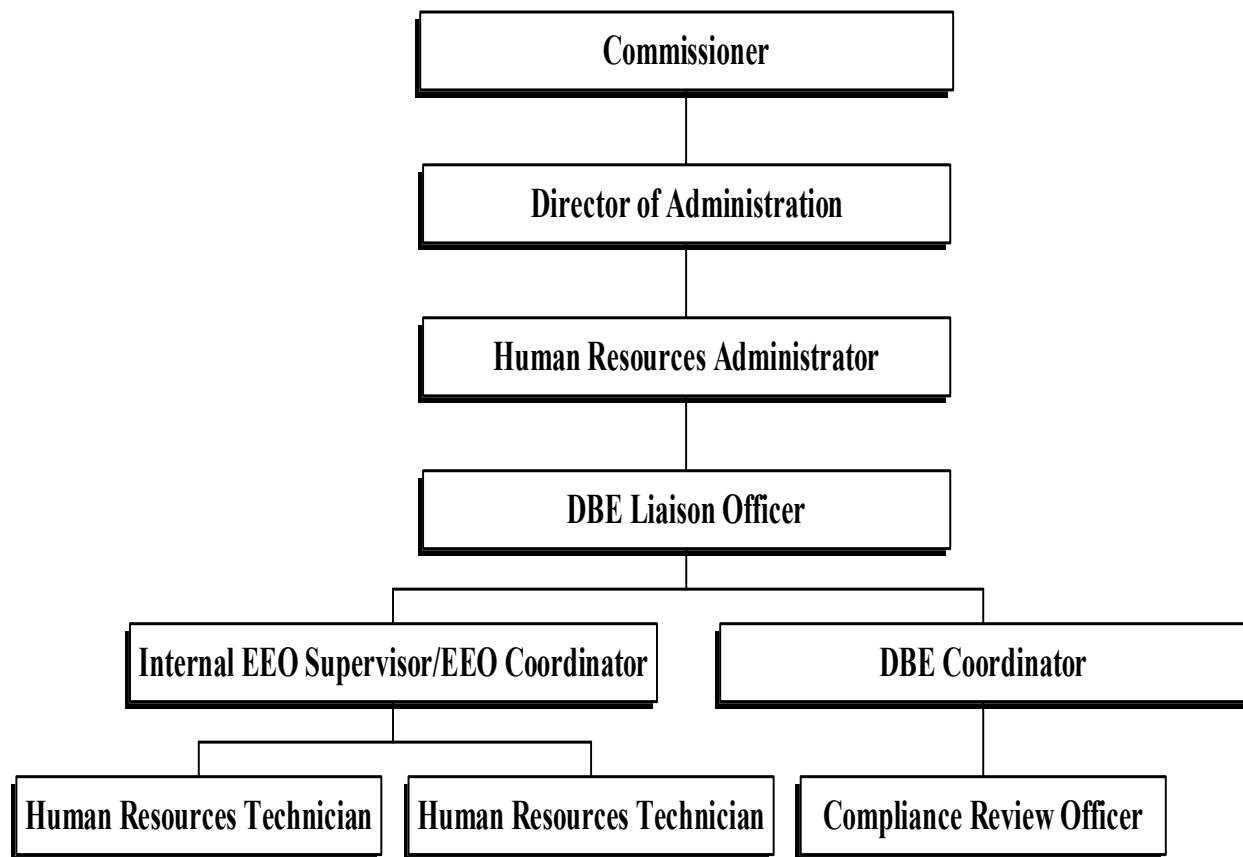 Commissioner
Director of Administration
Human Resources Administrator
DBE Liaison Officer
Internal EEO Supervisor/EEO Coordinator
DBE Coordinator
Human Resources Technician
Human Resources Technician
Compliance Review Officer